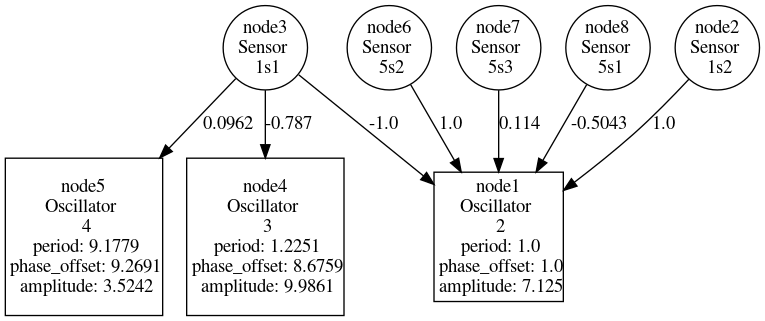 node3
Sensor
1s1
node6
Sensor
5s2
node7
Sensor
5s3
node8
Sensor
5s1
node2
Sensor
1s2
0.0962
-0.787
-1.0
1.0
0.114
-0.5043
1.0
node5
Oscillator
4
period: 9.1779
phase_offset: 9.2691
amplitude: 3.5242
node4
Oscillator
3
period: 1.2251
phase_offset: 8.6759
amplitude: 9.9861
node1
Oscillator
2
period: 1.0
phase_offset: 1.0
amplitude: 7.125